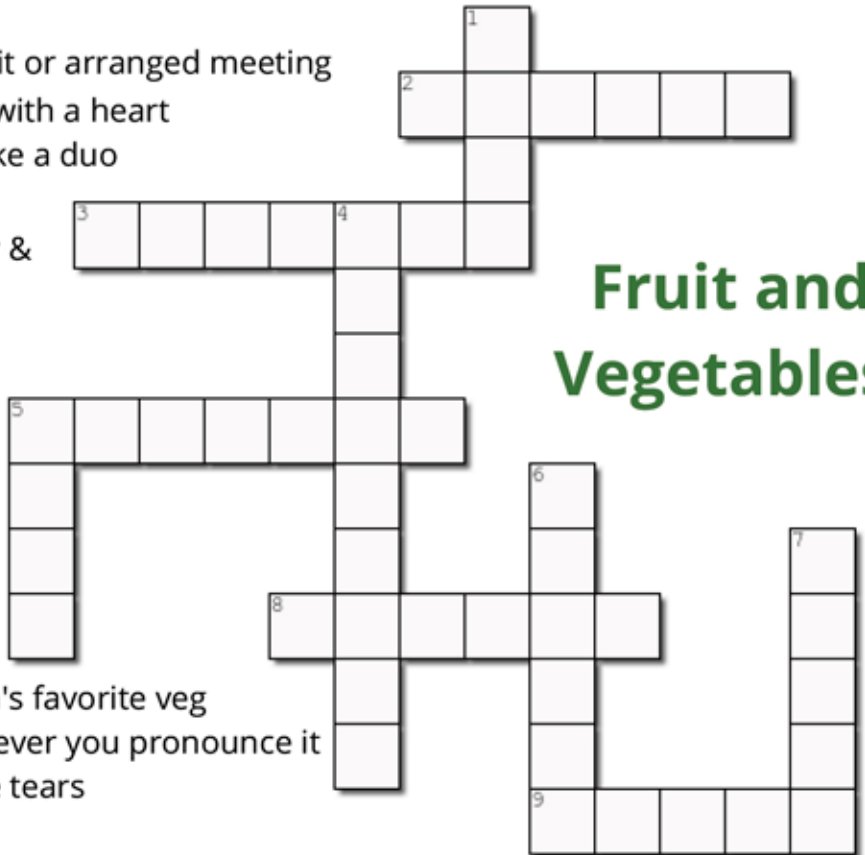 1
it or arranged meeting
2
with a heart
ke a duo
3
4
&
Fruit and
Vegetables
5
6
7
8
's favorite veg
ever you pronounce it
9
tears